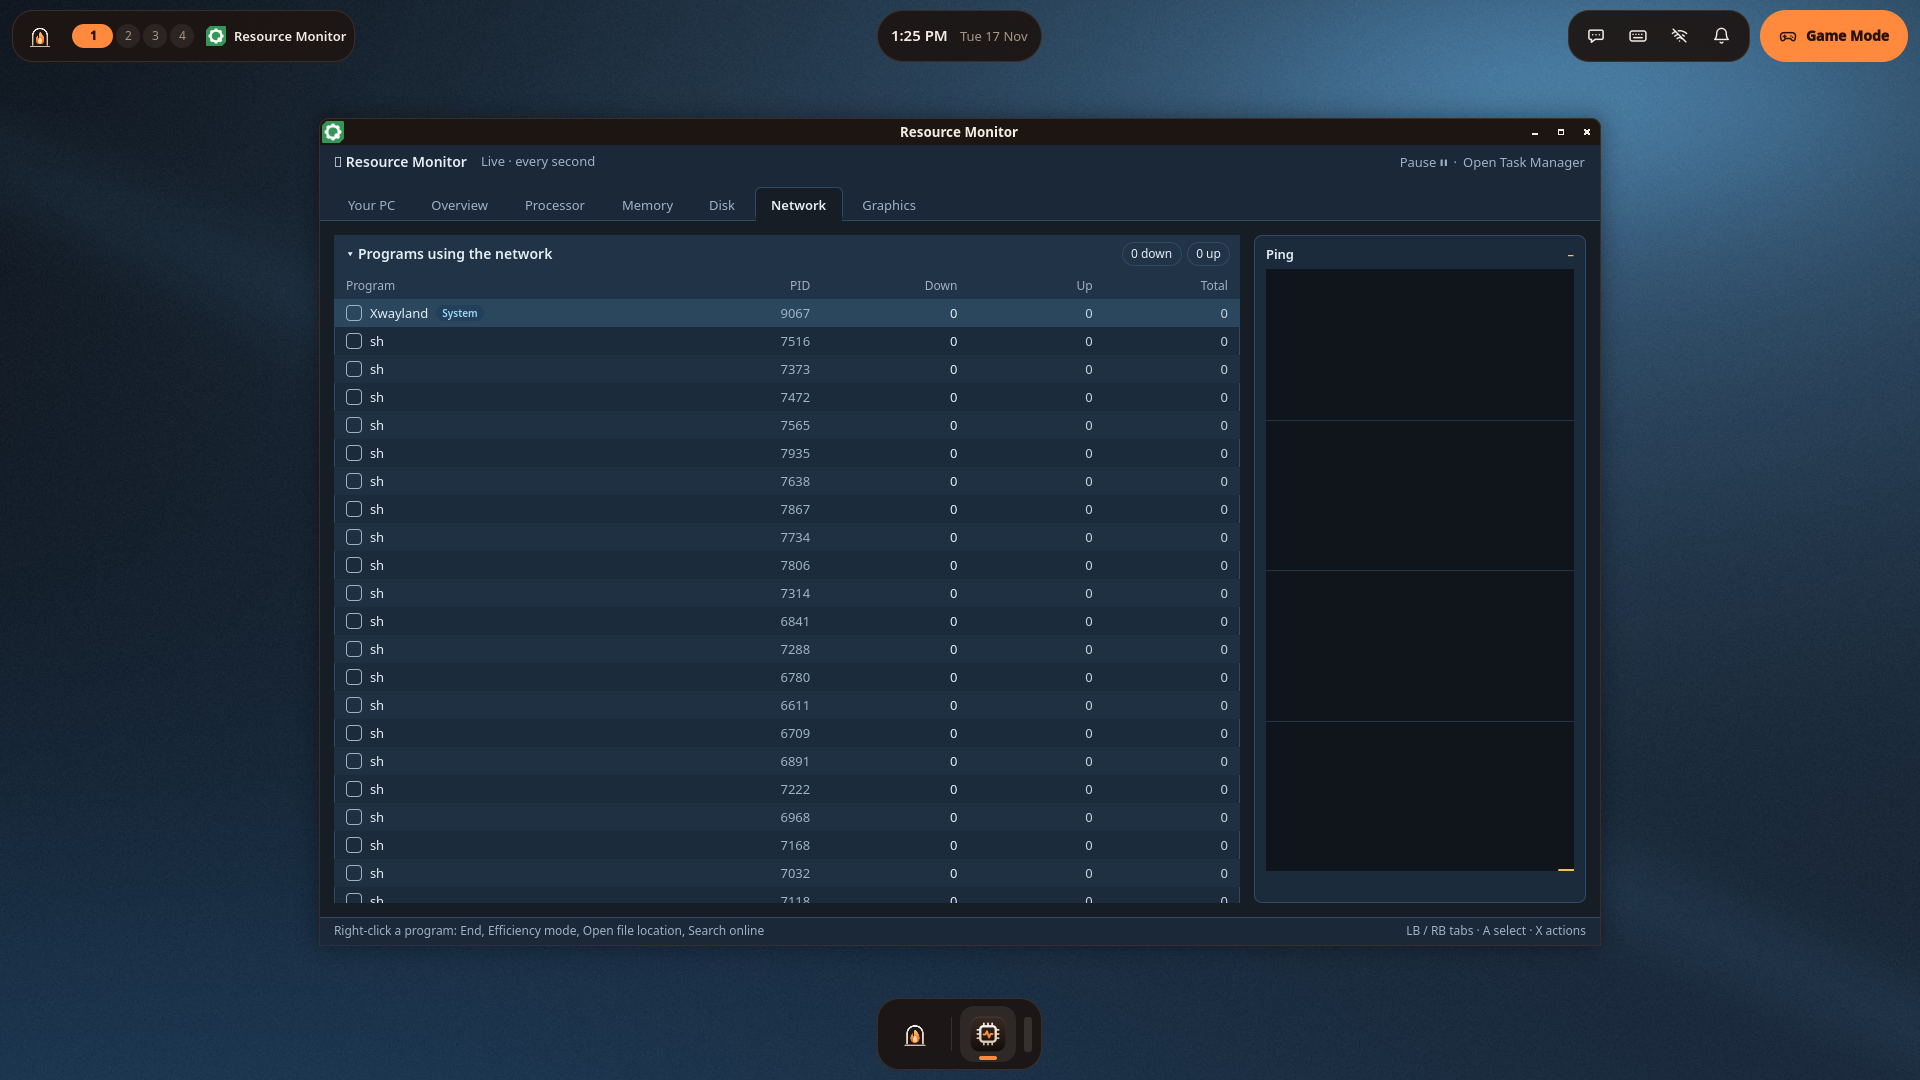 1 2 3 4 Resource Monitor
1:25 PM Tue 17 Nov
Game Mode
Resource Monitor
Resource Monitor Live · every second
Pause · Open Task Manager
Your PC Overview Processor Memory Disk Network Graphics
Programs using the network 0 down 0 up
Program PID Down Up Total
Xwayland System 9067 0 0 0
sh 7516 0 0 0
sh 7373 0 0 0
sh 7472 0 0 0
sh 7565 0 0 0
sh 7935 0 0 0
sh 7638 0 0 0
sh 7867 0 0 0
sh 7734 0 0 0
sh 7806 0 0 0
sh 7314 0 0 0
sh 6841 0 0 0
sh 7288 0 0 0
sh 6780 0 0 0
sh 6611 0 0 0
sh 6709 0 0 0
sh 6891 0 0 0
sh 7222 0 0 0
sh 6968 0 0 0
sh 7168 0 0 0
sh 7032 0 0 0
sh 7118 0 0 0
Ping –
Right-click a program: End, Efficiency mode, Open file location, Search online
LB / RB tabs · A select · X actions